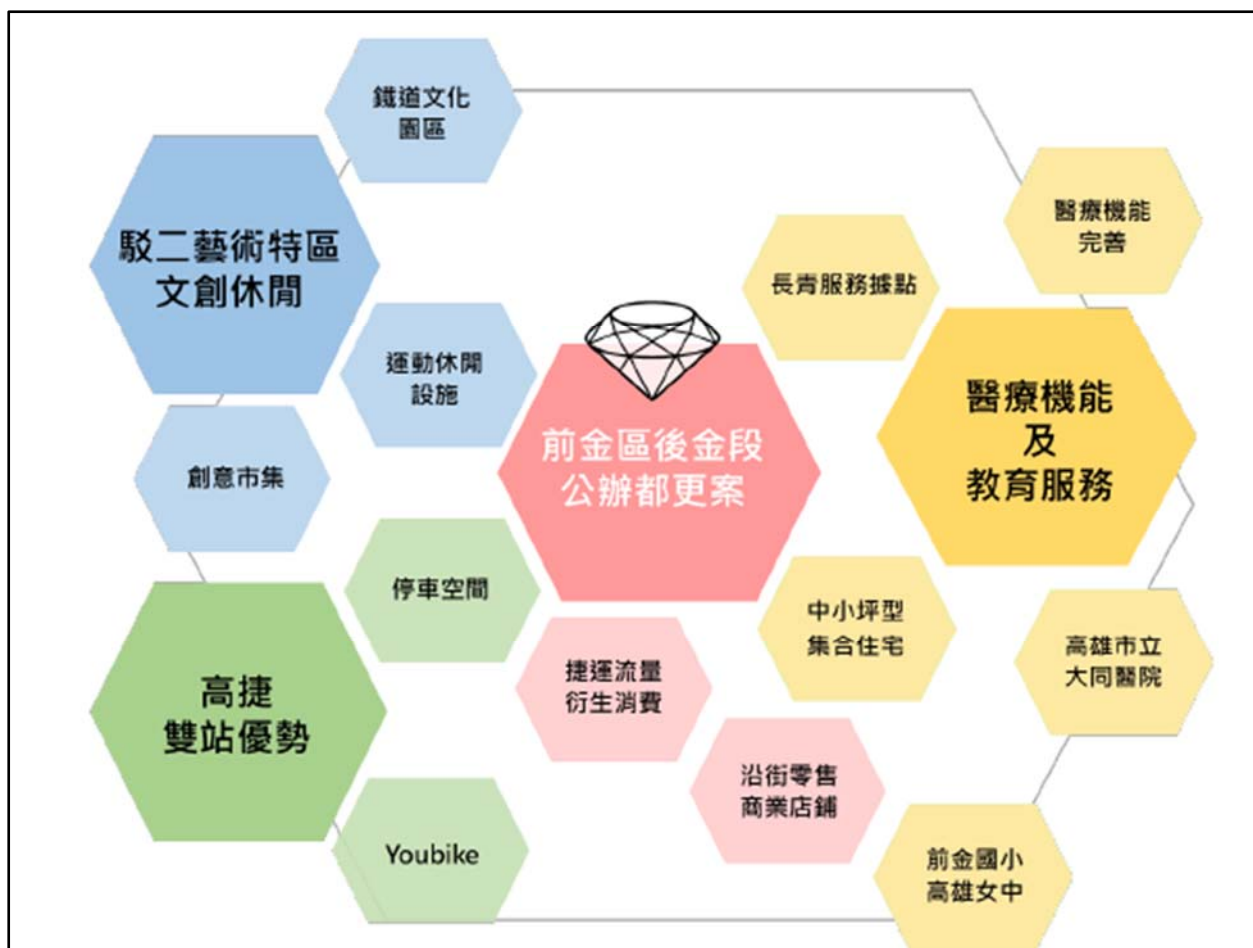 鐵道文化
園區
駁二藝術特區
文創休閒
運動休閒
設施
創意市集
醫療機能
完善
長青服務據點
醫療機能
及
教育服務
前金區後金段
公辦都更案
停車空間
高捷
雙站優勢
Youbike
捷運流量
衍生消費
中小坪型
集合住宅
高雄市立
大同醫院
沿街零售
商業店鋪
前金國小
高雄女中